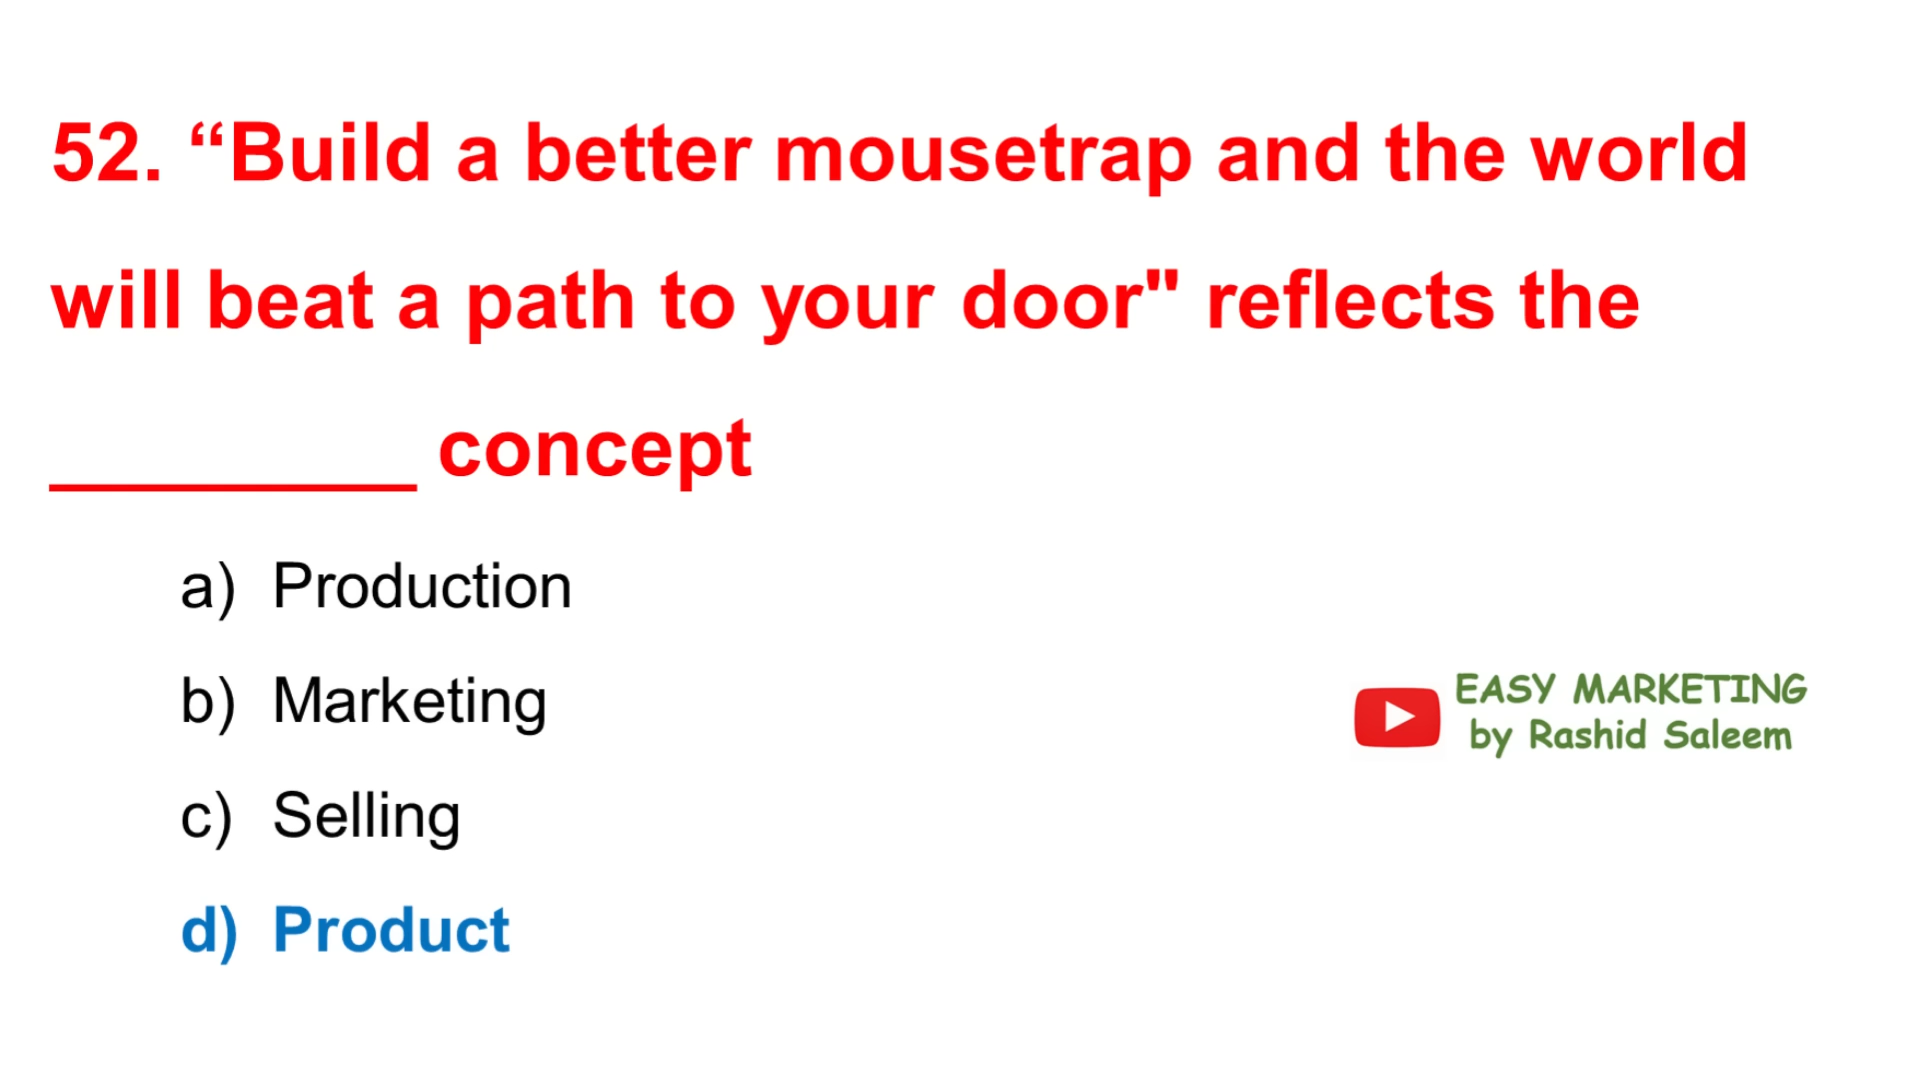 52. “Build a better mousetrap and the world
will beat a path to your door" reflects the
_________ concept
a) Production
b) Marketing
c) Selling
d) Product
EASY MARKETING
by Rashid Saleem